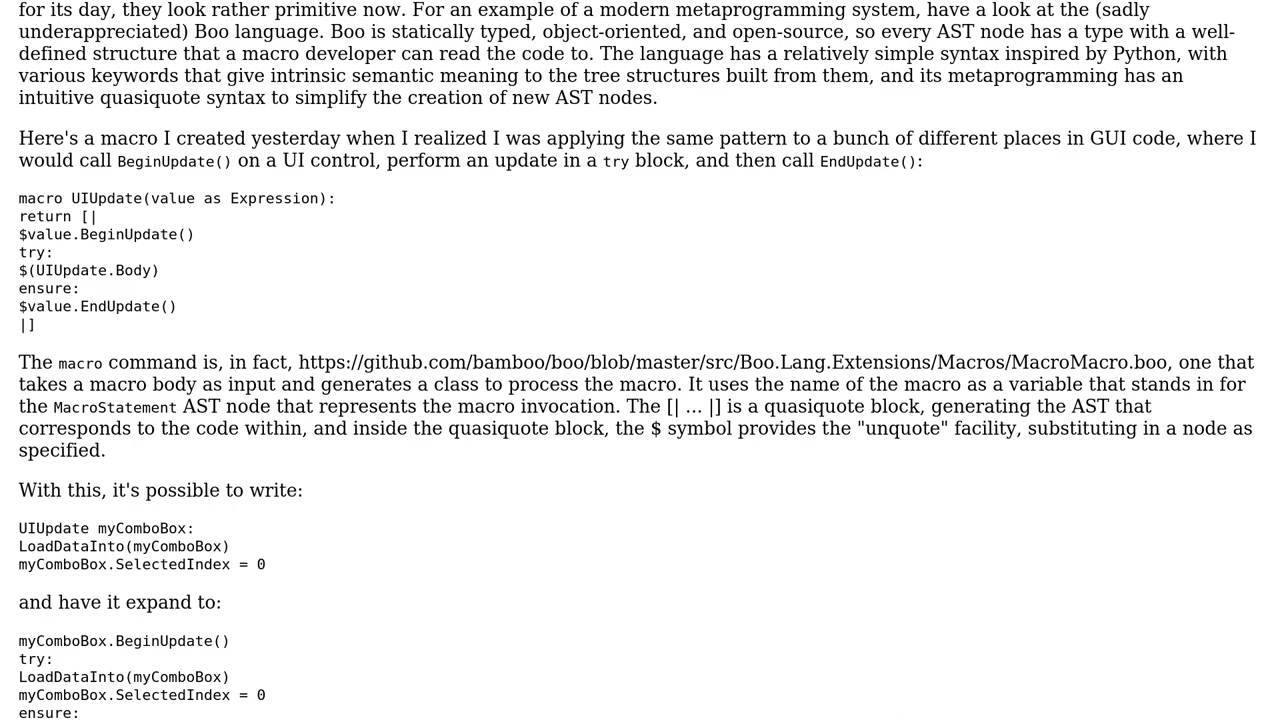 for its day, they look rather primitive now. For an example of a modern metaprogramming system, have a look at the (sadly
underappreciated) Boo language. Boo is statically typed, object-oriented, and open-source, so every AST node has a type with a well-
defined structure that a macro developer can read the code to. The language has a relatively simple syntax inspired by Python, with
various keywords that give intrinsic semantic meaning to the tree structures built from them, and its metaprogramming has an
intuitive quasiquote syntax to simplify the creation of new AST nodes.
Here's a macro I created yesterday when I realized I was applying the same pattern to a bunch of different places in GUI code, where I
would call BeginUpdate() on a UI control, perform an update in a try block, and then call EndUpdate():
macro UIUpdate(value as Expression):
return [|
$value.BeginUpdate()
try:
$(UIUpdate.Body)
ensure:
$value.EndUpdate()
|]
The macro command is, in fact, https://github.com/bamboo/boo/blob/master/src/Boo.Lang.Extensions/Macros/MacroMacro.boo, one that
takes a macro body as input and generates a class to process the macro. It uses the name of the macro as a variable that stands in for
the MacroStatement AST node that represents the macro invocation. The [| ... |] is a quasiquote block, generating the AST that
corresponds to the code within, and inside the quasiquote block, the $ symbol provides the "unquote" facility, substituting in a node as
specified.
With this, it's possible to write:
UIUpdate myComboBox:
LoadDataInto(myComboBox)
myComboBox.SelectedIndex = 0
and have it expand to:
myComboBox.BeginUpdate()
try:
LoadDataInto(myComboBox)
myComboBox.SelectedIndex = 0
ensure: